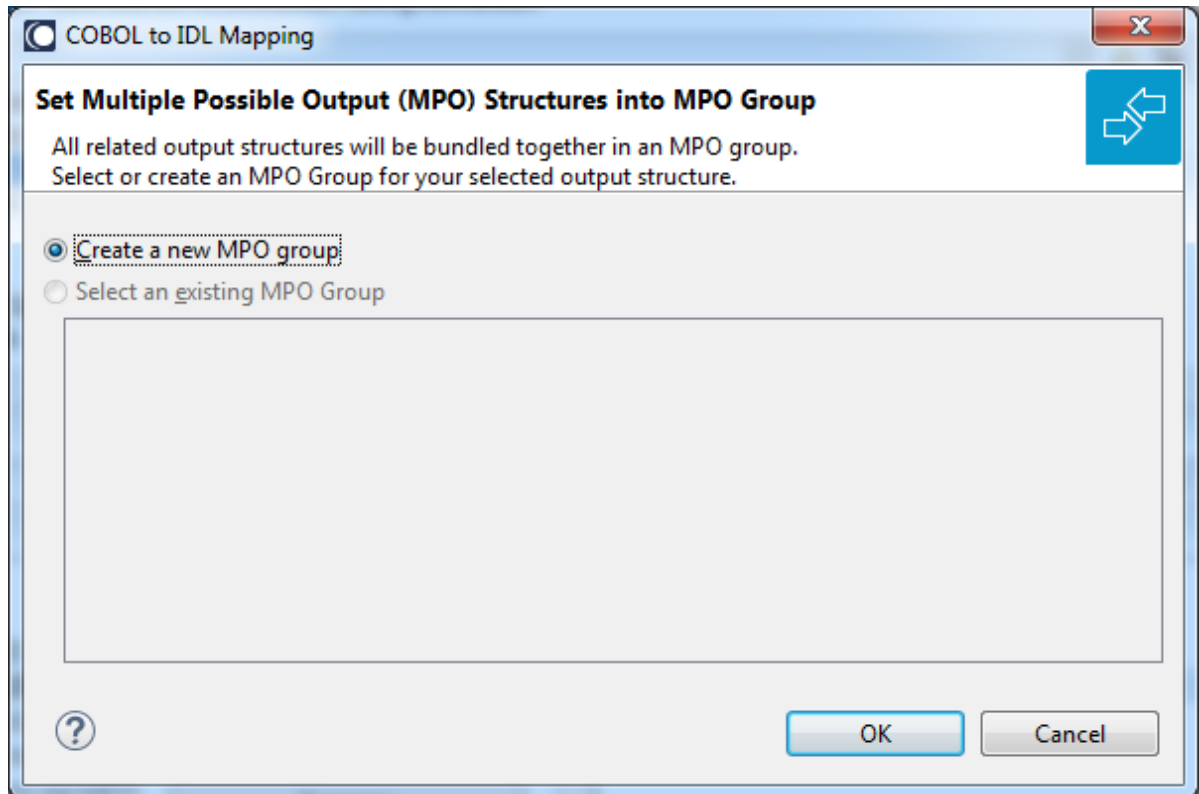 COBOL to IDL Mapping
Set Multiple Possible Output (MPO) Structures into MPO Group
All related output structures will be bundled together in an MPO group.
Select or create an MPO Group for your selected output structure.
Create a new MPO group
Select an existing MPO Group
?
OK
Cancel